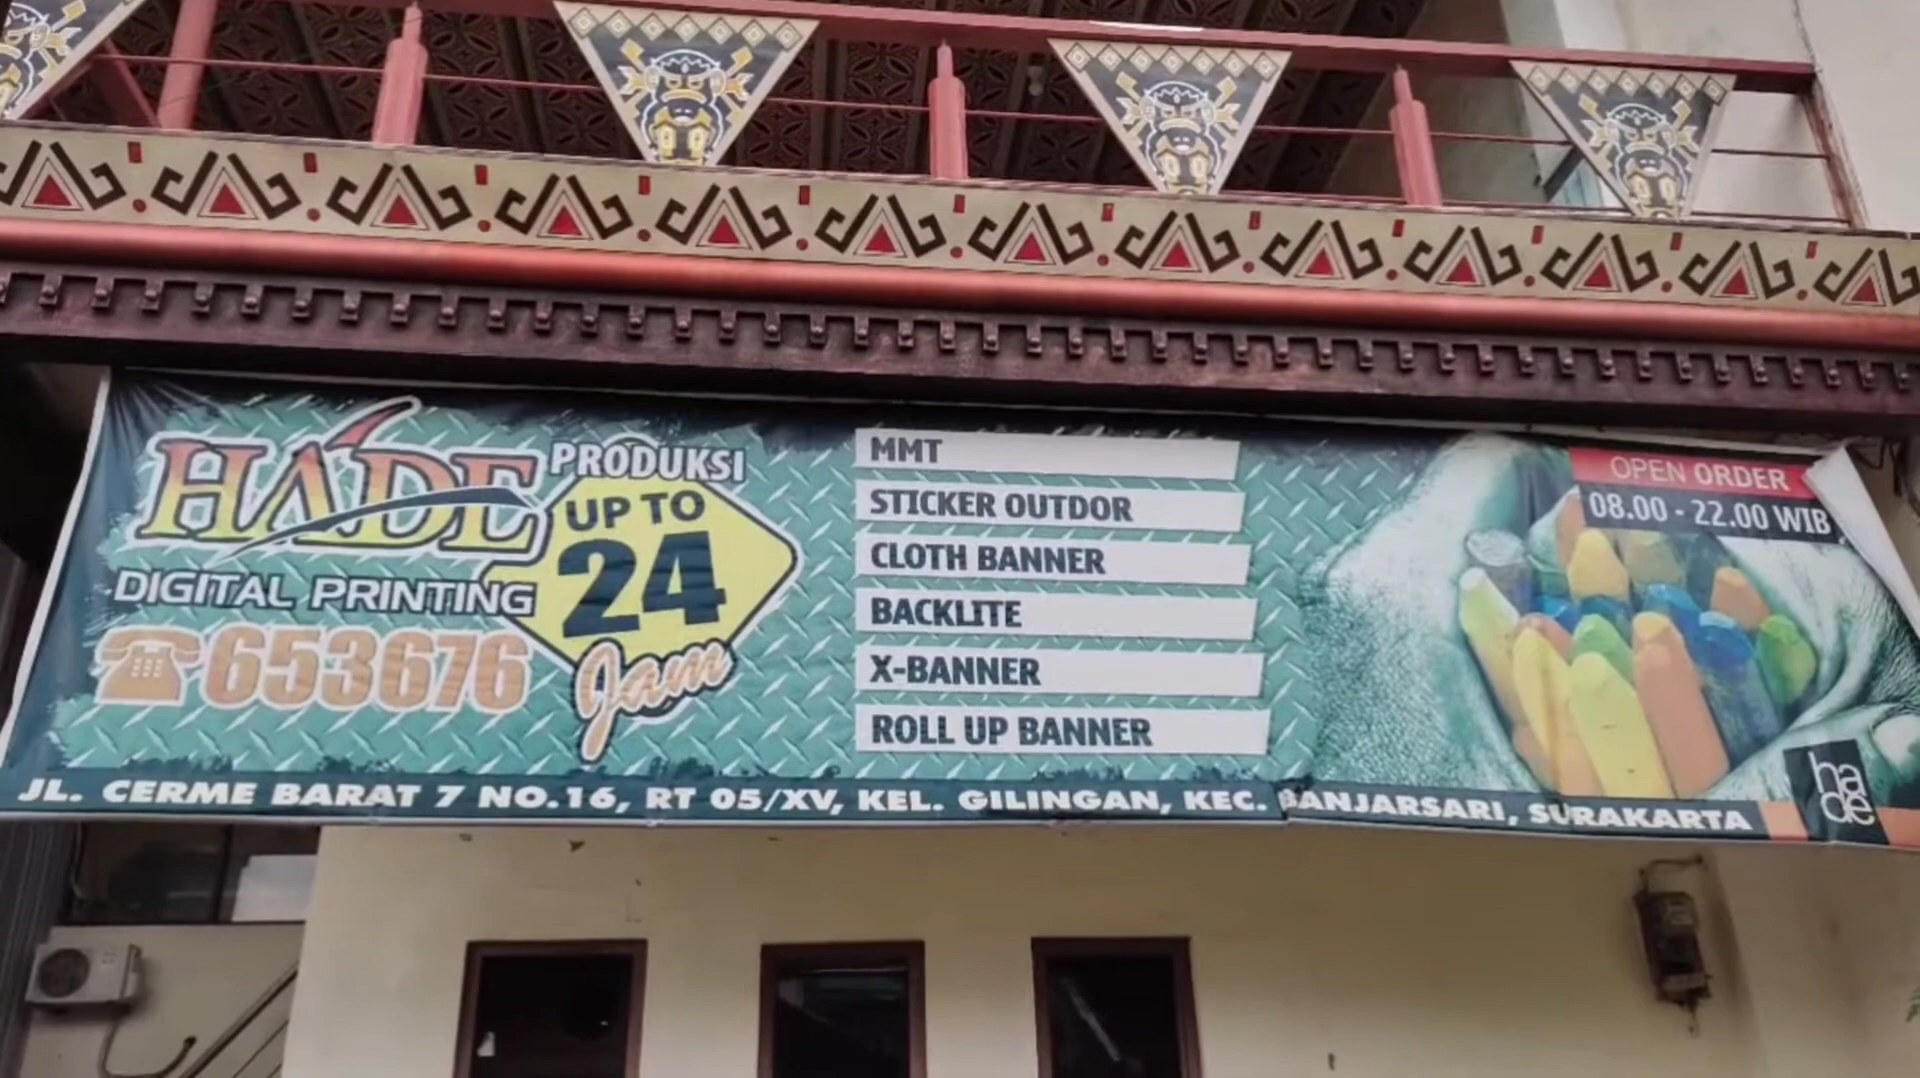 HADE
DIGITAL PRINTING
653676
PRODUKSI
UP TO
24
Jam
MMT
STICKER OUTDOR
CLOTH BANNER
BACKLITE
X-BANNER
ROLL UP BANNER
OPEN ORDER
08.00 - 22.00 WIB
JL. CERME BARAT 7 NO.16, RT 05/XV, KEL. GILINGAN, KEC. BANJARSARI, SURAKARTA
ha
de